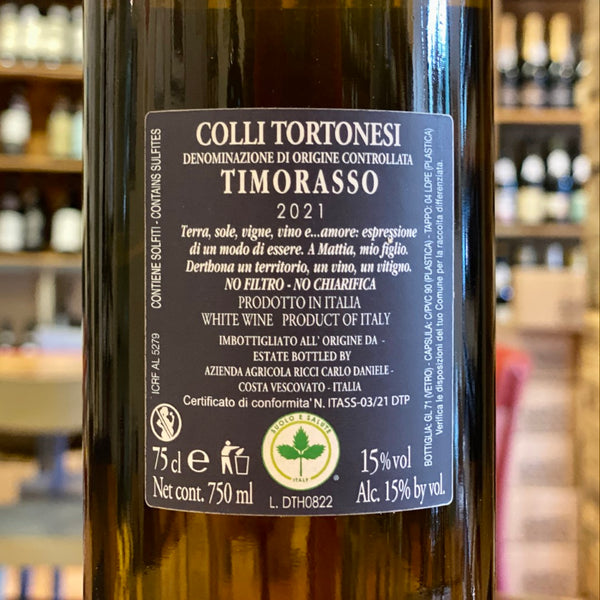 COLLI TORTONESI
DENOMINAZIONE DI ORIGINE CONTROLLATA
TIMORASSO
2021
Terra, sole, vigne, vino e...amore: espressione
di un modo di essere. A Mattia, mio figlio.
Derthona un territorio, un vino, un vitigno.
NO FILTRO - NO CHIARIFICA
PRODOTTO IN ITALIA
WHITE WINE PRODUCT OF ITALY
IMBOTTIGLIATO ALL' ORIGINE DA -
ESTATE BOTTLED BY
AZIENDA AGRICOLA RICCI CARLO DANIELE -
COSTA VESCOVATO - ITALIA
Certificato di conformita' N. ITASS-03/21 DTP
SUOLO E SALUTE
ITALY
®
75 cl e
Net cont. 750 ml
L. DTH0822
15% vol
Alc. 15% by vol.
ICRF AL 5279
CONTIENE SOLFITI - CONTAINS SULFITES
BOTTIGLIA: GL 71 (VETRO) - CAPSULA: C/PVC 90 (PLASTICA) - TAPPO: 04 LDPE (PLASTICA)
Verifica le disposizioni del tuo Comune per la raccolta differenziata.